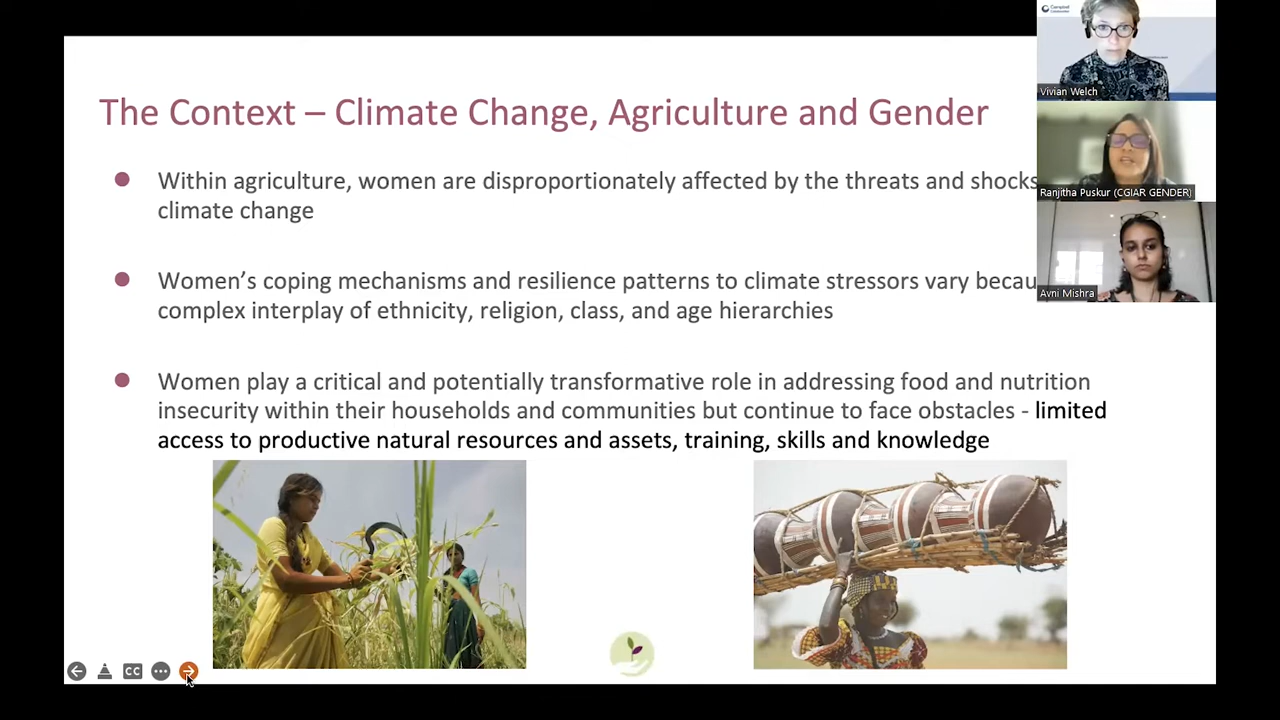 The Context – Climate Change, Agriculture and Gender
Within agriculture, women are disproportionately affected by the threats and shocks
climate change
Women’s coping mechanisms and resilience patterns to climate stressors vary
complex interplay of ethnicity, religion, class, and age hierarchies
Women play a critical and potentially transformative role in addressing food and nutrition
insecurity within their households and communities but continue to face obstacles - limited
access to productive natural resources and assets, training, skills and knowledge
Campbell
Vivian Welch
Ranjitha Puskur (CGIAR GENDER)
Avni Mishra
CC